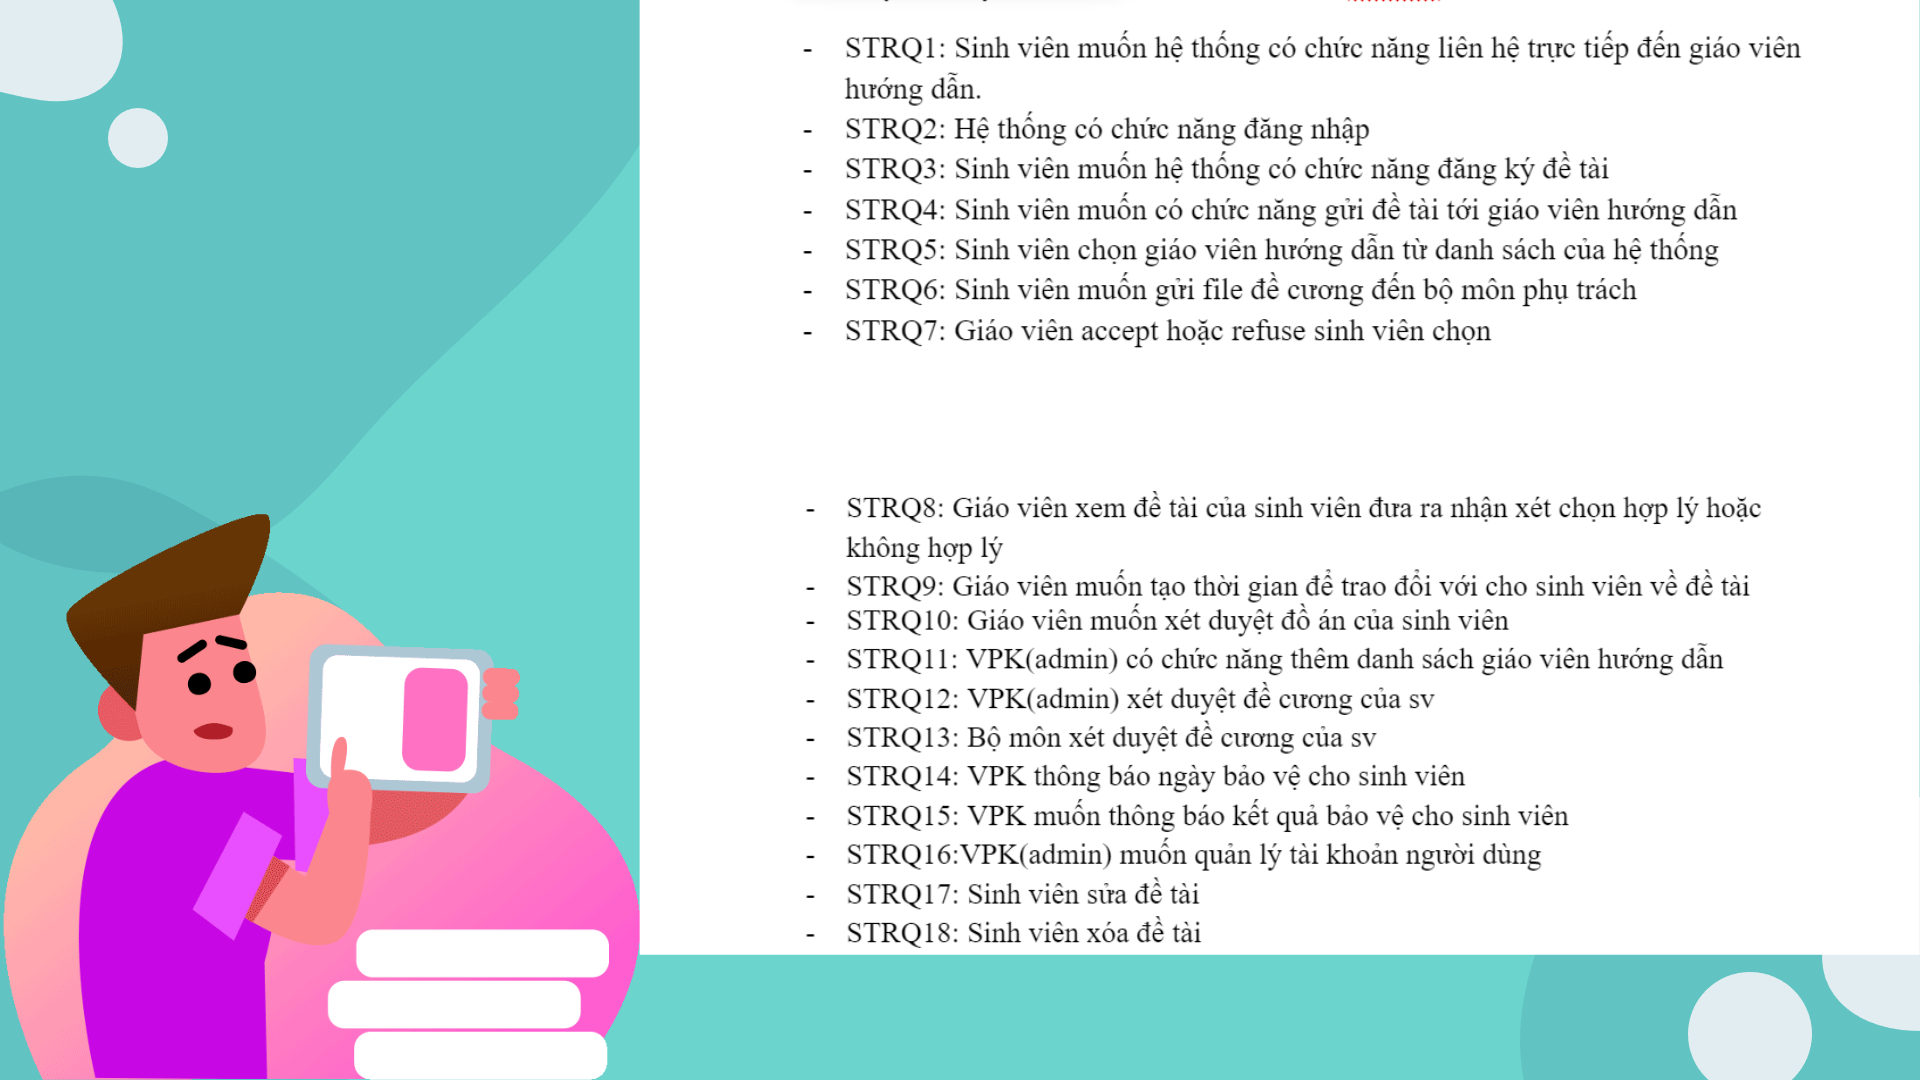 - STRQ1: Sinh viên muốn hệ thống có chức năng liên hệ trực tiếp đến giáo viên
hướng dẫn.
- STRQ2: Hệ thống có chức năng đăng nhập
- STRQ3: Sinh viên muốn hệ thống có chức năng đăng ký đề tài
- STRQ4: Sinh viên muốn có chức năng gửi đề tài tới giáo viên hướng dẫn
- STRQ5: Sinh viên chọn giáo viên hướng dẫn từ danh sách của hệ thống
- STRQ6: Sinh viên muốn gửi file đề cương đến bộ môn phụ trách
- STRQ7: Giáo viên accept hoặc refuse sinh viên chọn
- STRQ8: Giáo viên xem đề tài của sinh viên đưa ra nhận xét chọn hợp lý hoặc
không hợp lý
- STRQ9: Giáo viên muốn tạo thời gian để trao đổi với cho sinh viên về đề tài
- STRQ10: Giáo viên muốn xét duyệt đồ án của sinh viên
- STRQ11: VPK(admin) có chức năng thêm danh sách giáo viên hướng dẫn
- STRQ12: VPK(admin) xét duyệt đề cương của sv
- STRQ13: Bộ môn xét duyệt đề cương của sv
- STRQ14: VPK thông báo ngày bảo vệ cho sinh viên
- STRQ15: VPK muốn thông báo kết quả bảo vệ cho sinh viên
- STRQ16:VPK(admin) muốn quản lý tài khoản người dùng
- STRQ17: Sinh viên sửa đề tài
- STRQ18: Sinh viên xóa đề tài